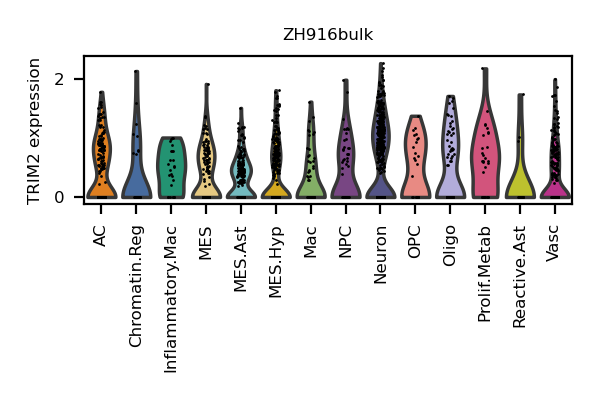 ZH916bulk
TRIM2 expression
2
0
AC
Chromatin.Reg
Inflammatory.Mac
MES
MES.Ast
MES.Hyp
Mac
NPC
Neuron
OPC
Oligo
Prolif.Metab
Reactive.Ast
Vasc